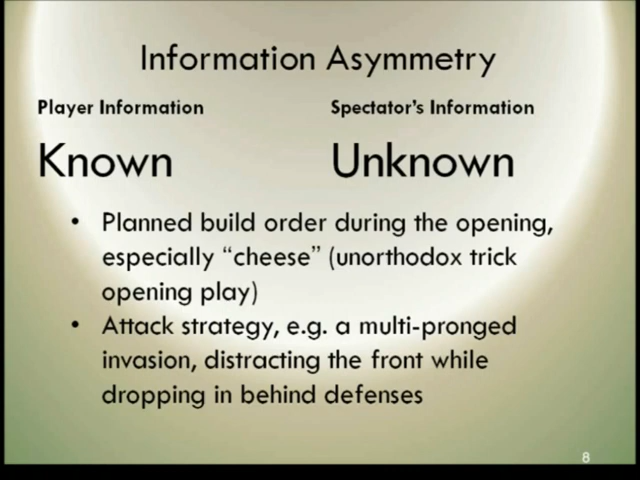 Information Asymmetry
Player Information
Spectator's Information
Known
Unknown
• Planned build order during the opening,
especially “cheese” (unorthodox trick
opening play)
• Attack strategy, e.g. a multi-pronged
invasion, distracting the front while
dropping in behind defenses
8